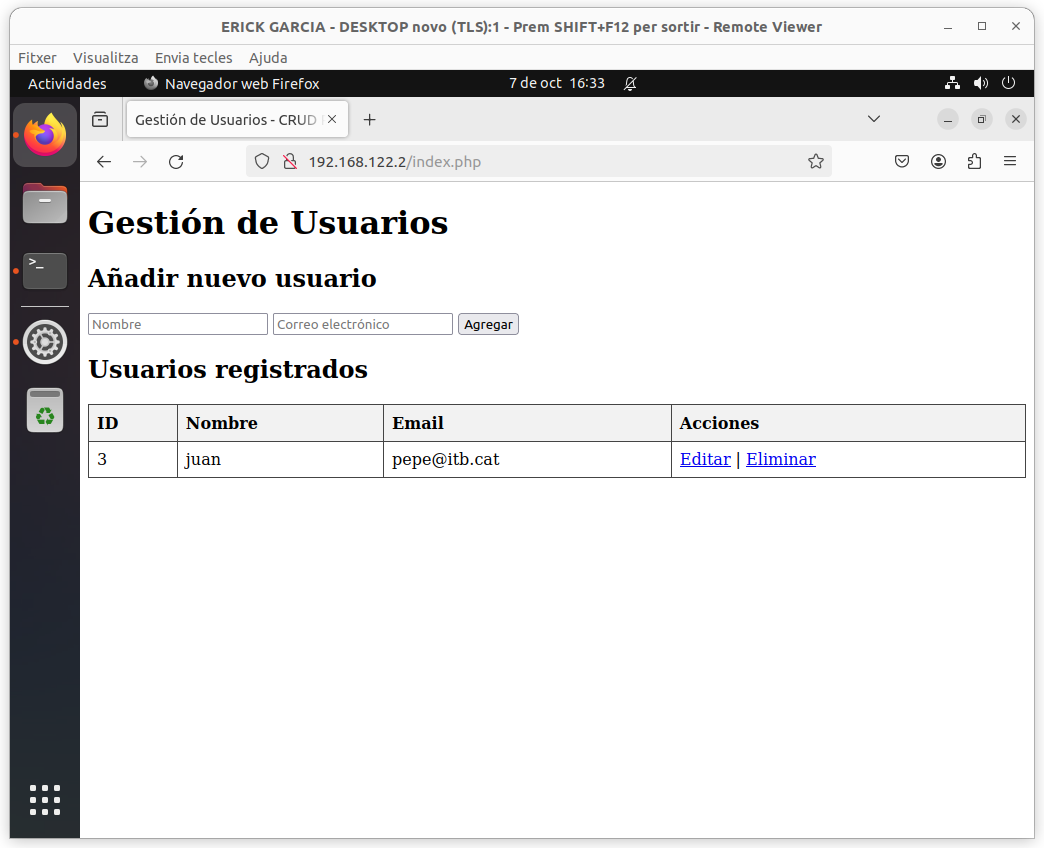 ERICK GARCIA - DESKTOP novo (TLS):1 - Prem SHIFT+F12 per sortir - Remote Viewer
Fitxer Visualitza Envia tecles Ajuda
Actividades Navegador web Firefox 7 de oct 16:33
Gestión de Usuarios - CRUD
192.168.122.2/index.php
Gestión de Usuarios
Añadir nuevo usuario
Nombre Correo electrónico Agregar
Usuarios registrados
ID Nombre Email Acciones
3 juan pepe@itb.cat Editar | Eliminar